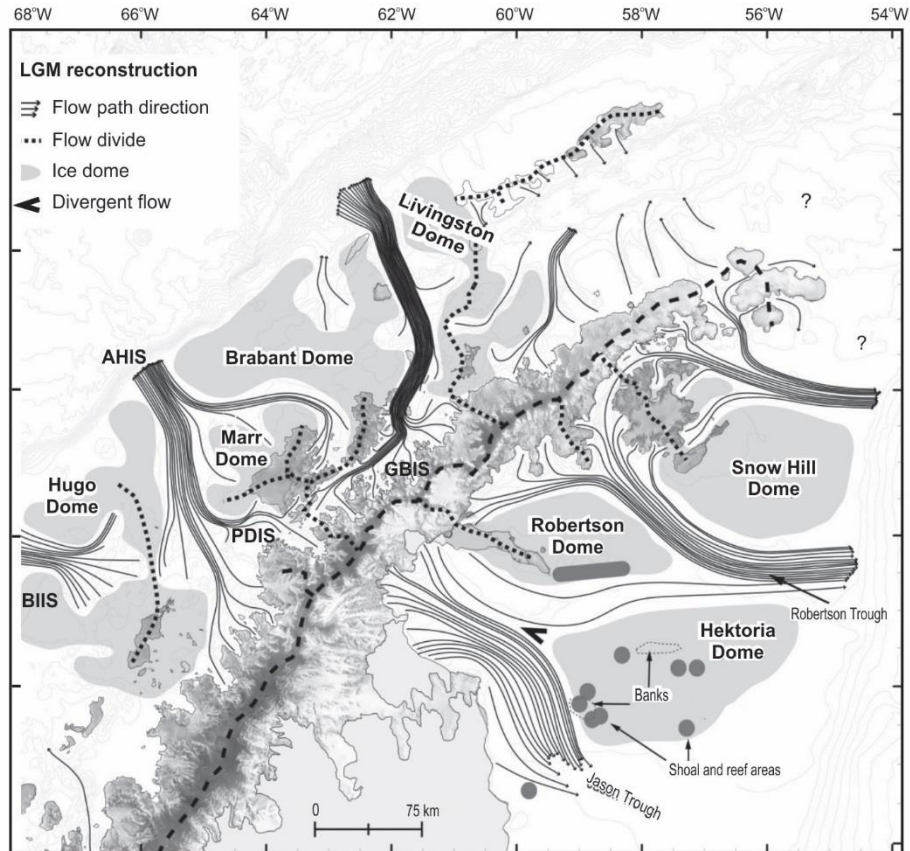 68°W 66°W 64°W 62°W 60°W 58°W 56°W 54°W
LGM reconstruction
Flow path direction
Flow divide
Ice dome
Divergent flow
Livingston
Dome
?
?
AHIS
Brabant Dome
Marr
Dome
Hugo
Dome
GBIS
PDIS
BIIS
Snow Hill
Dome
Robertson
Dome
Robertson Trough
Hektoria
Dome
Banks
Shoal and reef areas
Jason Trough
0 75 km